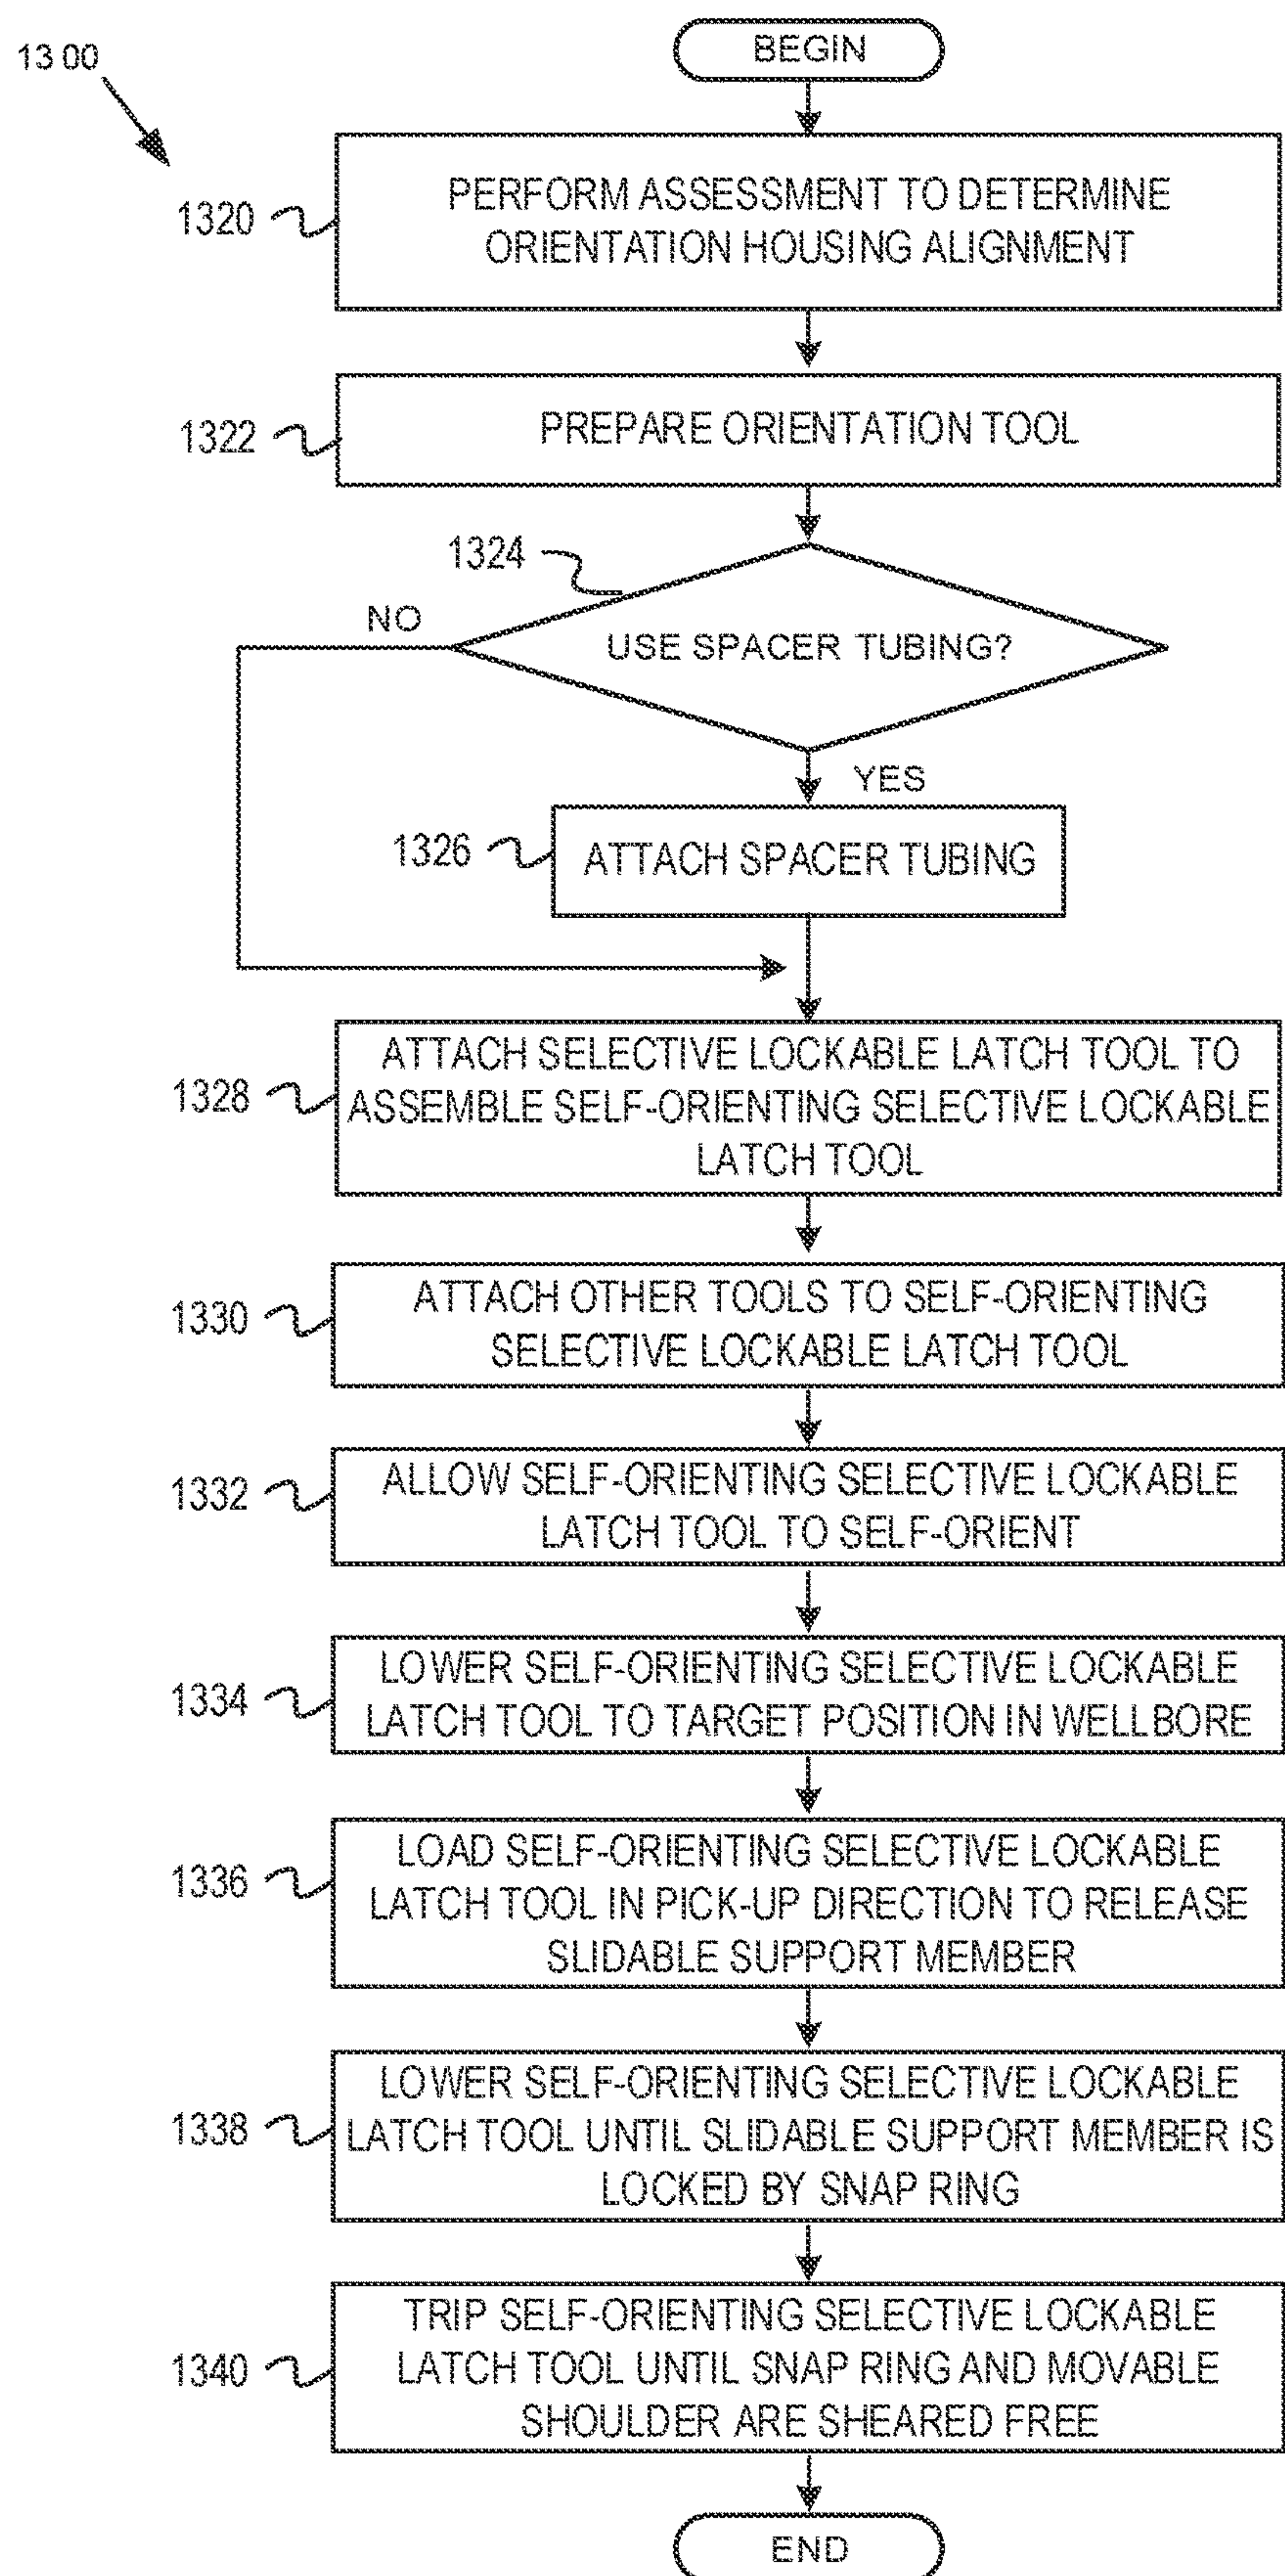 13 00
BEGIN
1320
PERFORM ASSESSMENT TO DETERMINE
ORIENTATION HOUSING ALIGNMENT
1322
PREPARE ORIENTATION TOOL
1324
NO
USE SPACER TUBING?
YES
1326
ATTACH SPACER TUBING
1328
ATTACH SELECTIVE LOCKABLE LATCH TOOL TO
ASSEMBLE SELF-ORIENTING SELECTIVE LOCKABLE
LATCH TOOL
1330
ATTACH OTHER TOOLS TO SELF-ORIENTING
SELECTIVE LOCKABLE LATCH TOOL
1332
ALLOW SELF-ORIENTING SELECTIVE LOCKABLE
LATCH TOOL TO SELF-ORIENT
1334
LOWER SELF-ORIENTING SELECTIVE LOCKABLE
LATCH TOOL TO TARGET POSITION IN WELLBORE
1336
LOAD SELF-ORIENTING SELECTIVE LOCKABLE
LATCH TOOL IN PICK-UP DIRECTION TO RELEASE
SLIDABLE SUPPORT MEMBER
1338
LOWER SELF-ORIENTING SELECTIVE LOCKABLE
LATCH TOOL UNTIL SLIDABLE SUPPORT MEMBER IS
LOCKED BY SNAP RING
1340
TRIP SELF-ORIENTING SELECTIVE LOCKABLE
LATCH TOOL UNTIL SNAP RING AND MOVABLE
SHOULDER ARE SHEARED FREE
END